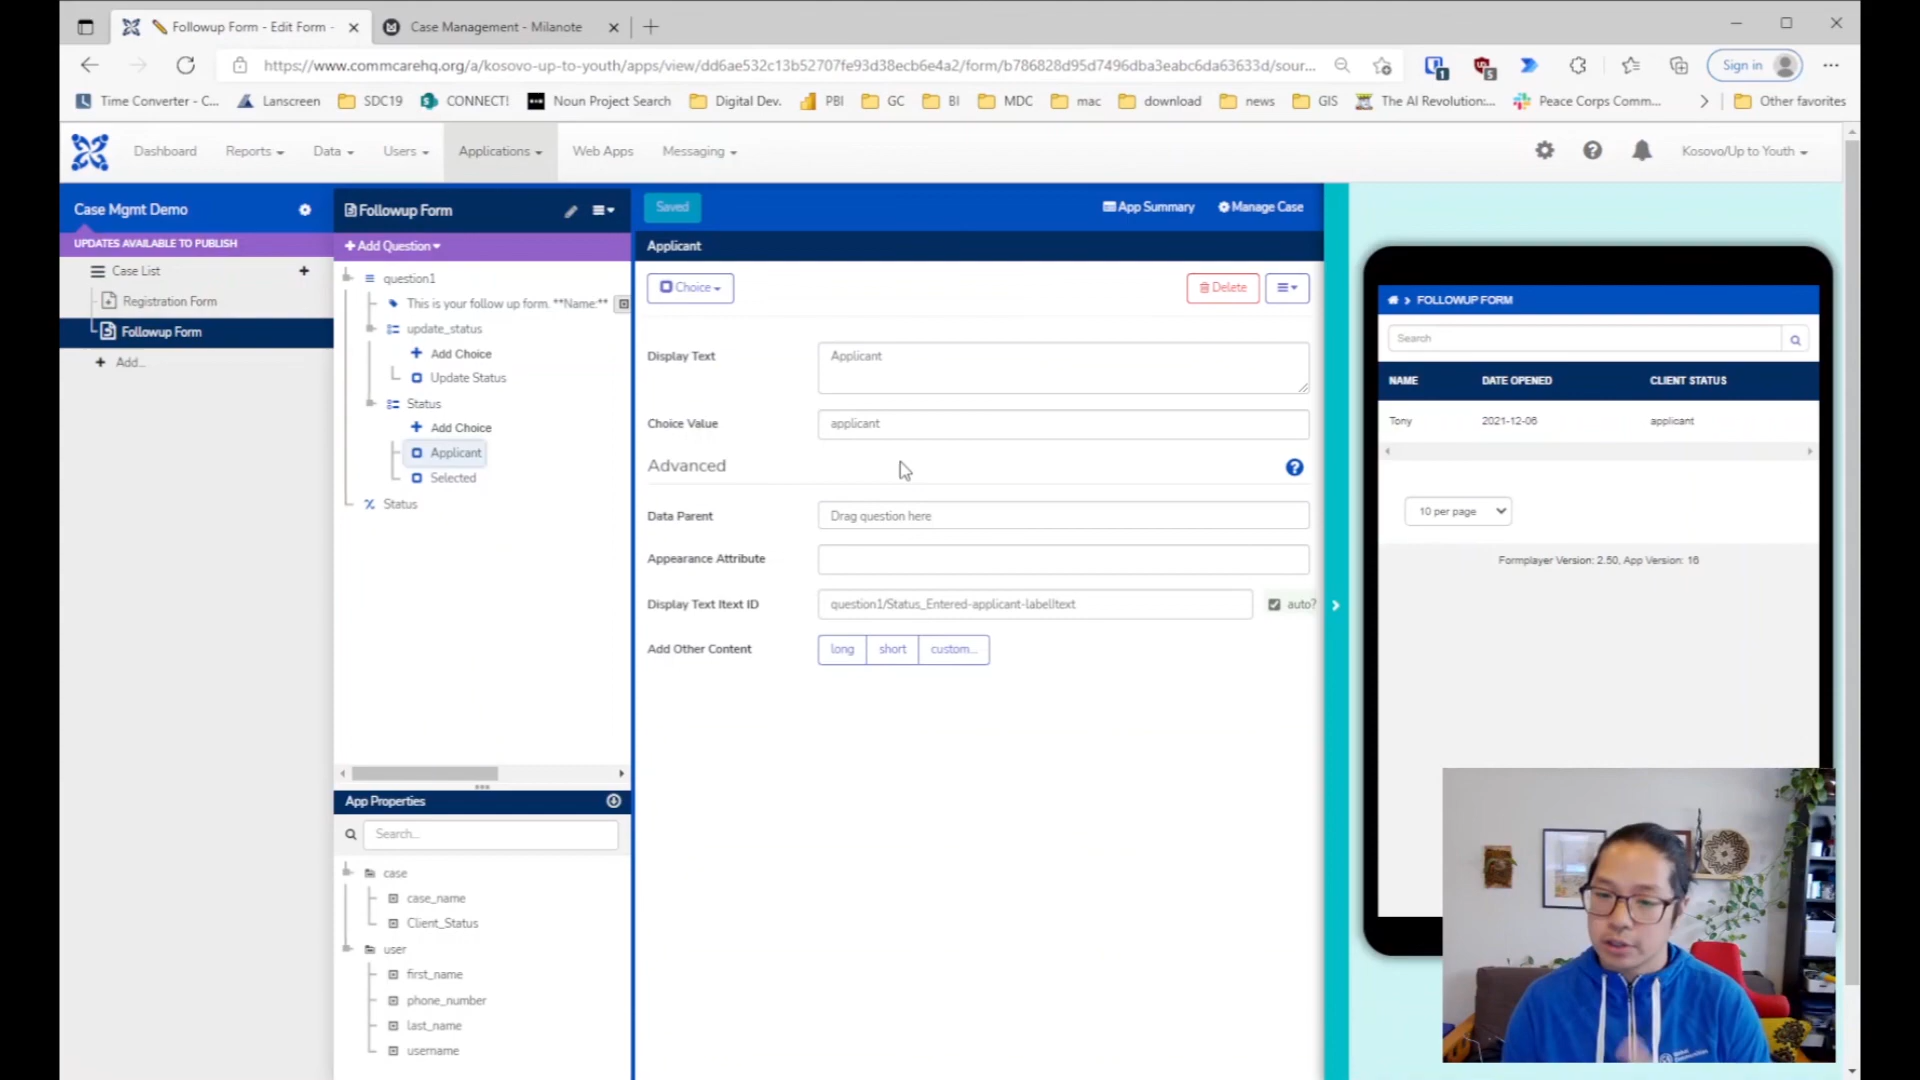 Followup Form - Edit Form -
Case Management - Milanote
https://www.commcarehq.org/a/kosovo-up-to-youth/apps/view/dd6ae532c13b52707fe93d38ecb6e4a2/form/b786828d95d7496dba3eabc6da63633d/sour...
Sign in
Time Converter - C...
Lanscreen
SDC19
CONNECT!
Noun Project Search
Digital Dev.
PBI
GC
BI
MDC
mac
download
news
GIS
The AI Revolution:...
Peace Corps Comm...
Other favorites
Dashboard
Reports
Data
Users
Applications
Web Apps
Messaging
Kosovo/Up to Youth
Case Mgmt Demo
UPDATES AVAILABLE TO PUBLISH
Case List
Registration Form
Followup Form
Add...
Followup Form
Add Question
question1
This is your follow up form. **Name:**
update_status
Add Choice
Update Status
Status
Add Choice
Applicant
Selected
Status
App Properties
Search...
case
case_name
Client_Status
user
first_name
phone_number
last_name
username
Saved
App Summary
Manage Case
Applicant
Choice
Delete
Display Text
Applicant
Choice Value
applicant
Advanced
Data Parent
Drag question here
Appearance Attribute
Display Text Itext ID
question1/Status_Entered-applicant-labelItext
auto?
Add Other Content
long
short
custom...
FOLLOWUP FORM
Search
NAME
DATE OPENED
CLIENT STATUS
Tony
2021-12-06
applicant
10 per page
Formplayer Version: 2.50, App Version: 16